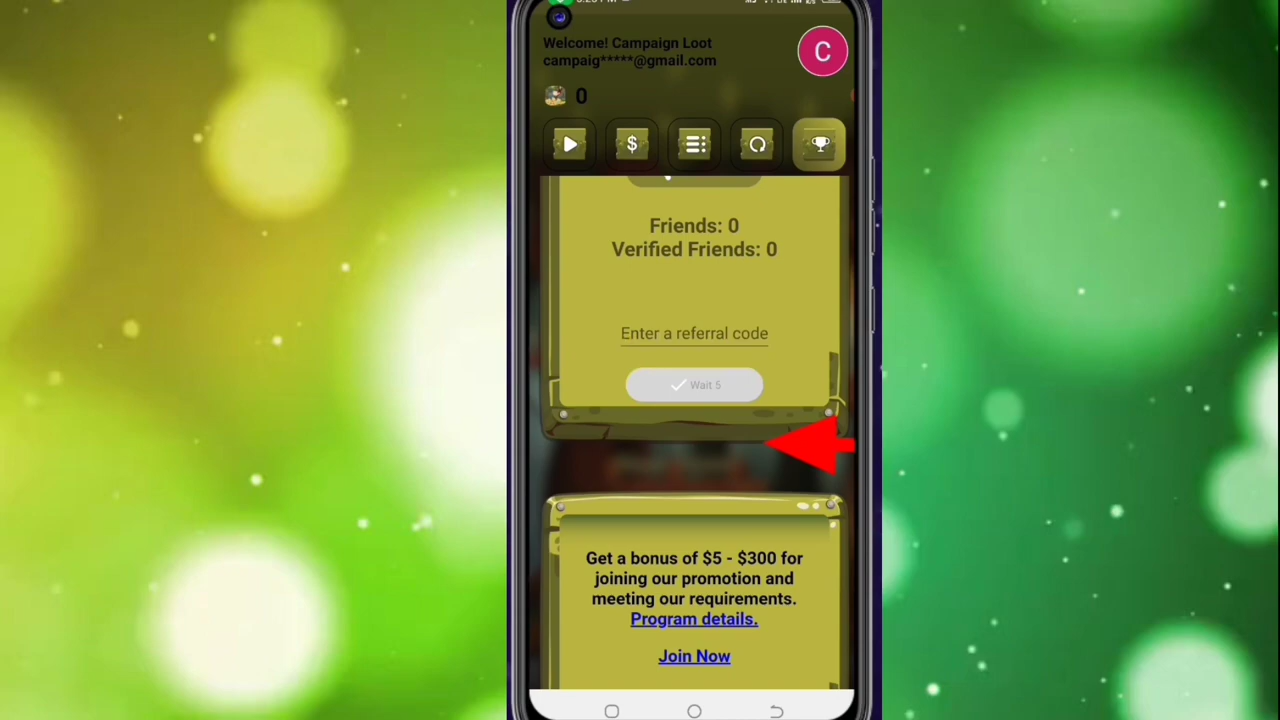 Welcome! Campaign Loot
campaig*****@gmail.com
C
0
$
Friends: 0
Verified Friends: 0
Enter a referral code
Wait 5
Get a bonus of $5 - $300 for
joining our promotion and
meeting our requirements.
Program details.
Join Now